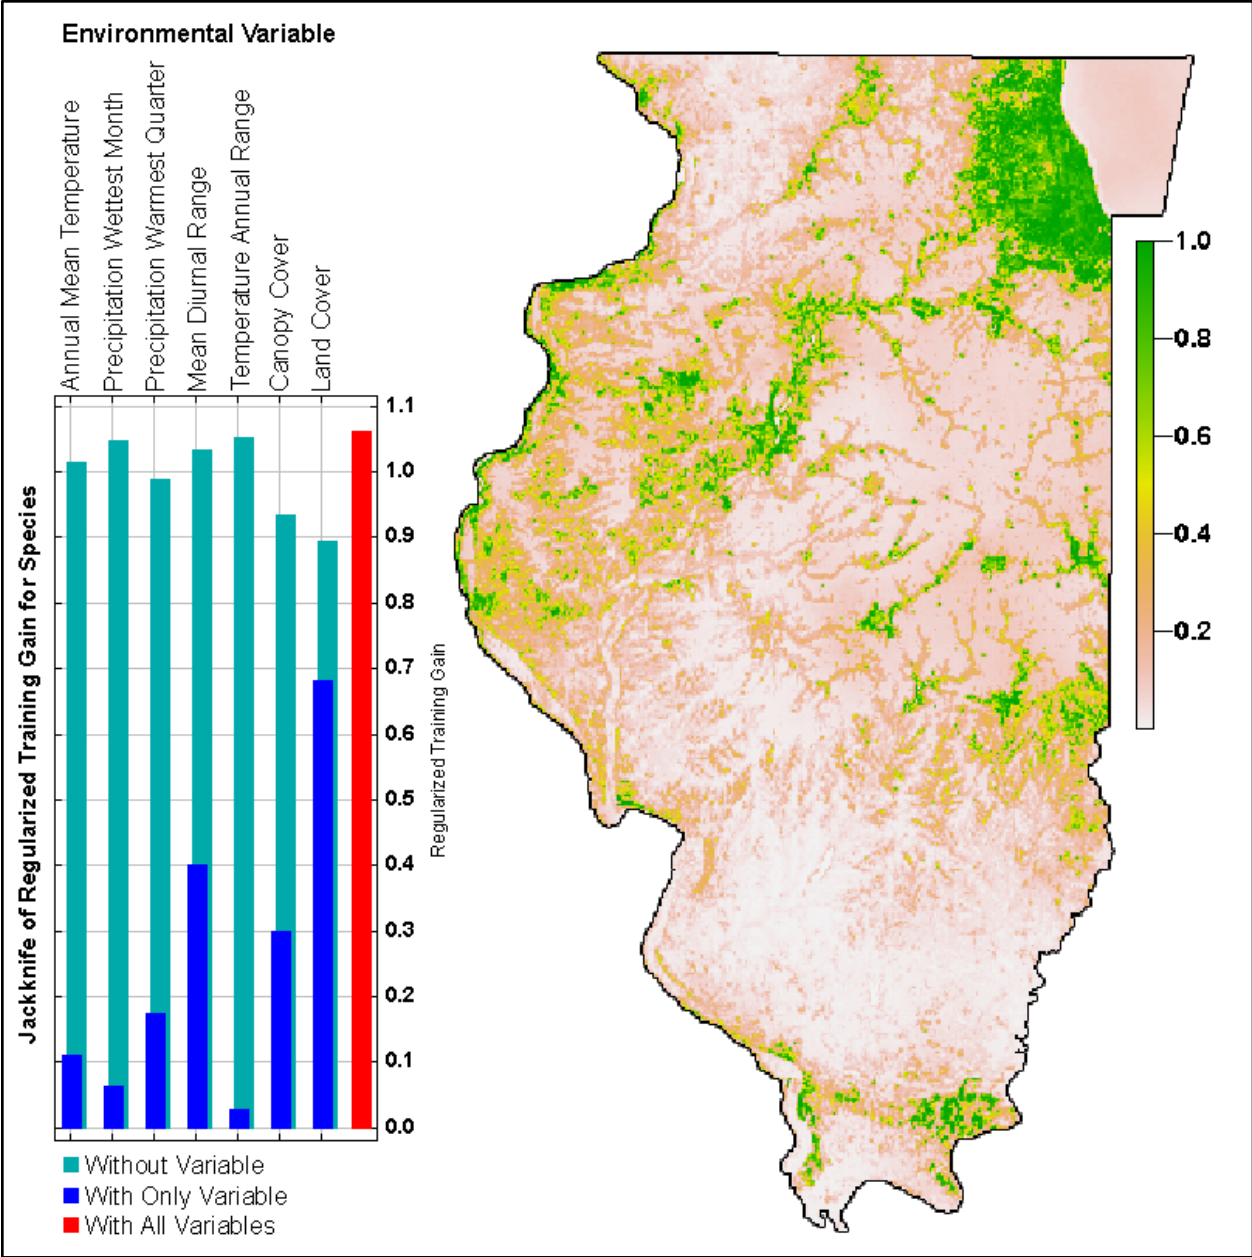 Environmental Variable
Annual Mean Temperature
Precipitation Wettest Month
Precipitation Warmest Quarter
Mean Diurnal Range
Temperature Annual Range
Canopy Cover
Land Cover
Jackknife of Regularized Training Gain for Species
1.1
1.0
0.9
0.8
0.7
0.6
0.5
0.4
0.3
0.2
0.1
0.0
Regularized Training Gain
Without Variable
With Only Variable
With All Variables
1.0
0.8
0.6
0.4
0.2